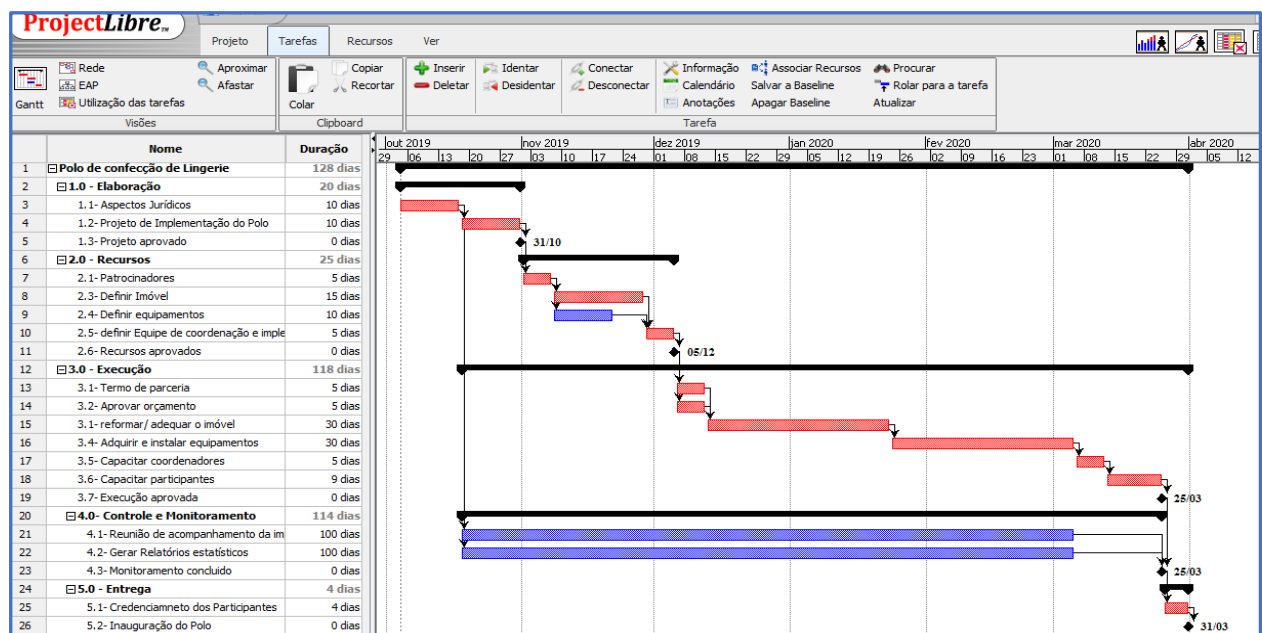 ProjectLibre™
Projeto Tarefas Recursos Ver
Rede Aproximar Copiar Inserir Identar Conectar Informação Associar Recursos Procurar
EAP Afastar Recortar Deletar Desidentar Desconectar Calendário Salvar a Baseline Rolar para a tarefa
Gantt Utilização das tarefas Colar Anotações Apagar Baseline Atualizar
Visões Clipboard Tarefa
Nome Duração
out 2019 nov 2019 dez 2019 jan 2020 fev 2020 mar 2020 abr 2020
29 06 13 20 27 03 10 17 24 01 08 15 22 29 05 12 19 26 02 09 16 23 01 08 15 22 29 05 12
1 Polo de confecção de Lingerie 128 dias
2 1.0 - Elaboração 20 dias
3 1.1- Aspectos Jurídicos 10 dias
4 1.2- Projeto de Implementação do Polo 10 dias
5 1.3- Projeto aprovado 0 dias 31/10
6 2.0 - Recursos 25 dias
7 2.1- Patrocinadores 5 dias
8 2.3- Definir Imóvel 15 dias
9 2.4- Definir equipamentos 10 dias
10 2.5- definir Equipe de coordenação e imple 5 dias
11 2.6- Recursos aprovados 0 dias 05/12
12 3.0 - Execução 118 dias
13 3.1- Termo de parceria 5 dias
14 3.2- Aprovar orçamento 5 dias
15 3.1- reformar/ adequar o imóvel 30 dias
16 3.4- Adquirir e instalar equipamentos 30 dias
17 3.5- Capacitar coordenadores 5 dias
18 3.6- Capacitar participantes 9 dias
19 3.7- Execução aprovada 0 dias 25/03
20 4.0- Controle e Monitoramento 114 dias
21 4.1- Reunião de acompanhamento da im 100 dias
22 4.2- Gerar Relatórios estatísticos 100 dias
23 4.3- Monitoramento concluido 0 dias 25/03
24 5.0 - Entrega 4 dias
25 5.1- Credenciamneto dos Participantes 4 dias
26 5.2- Inauguração do Polo 0 dias 31/03